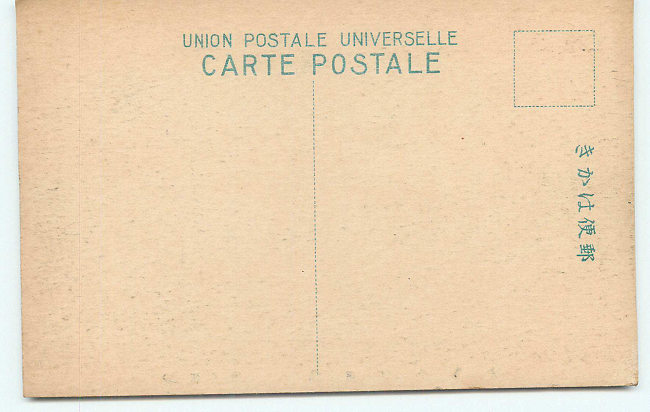 UNION POSTALE UNIVERSELLE
CARTE POSTALE
郵便はかき